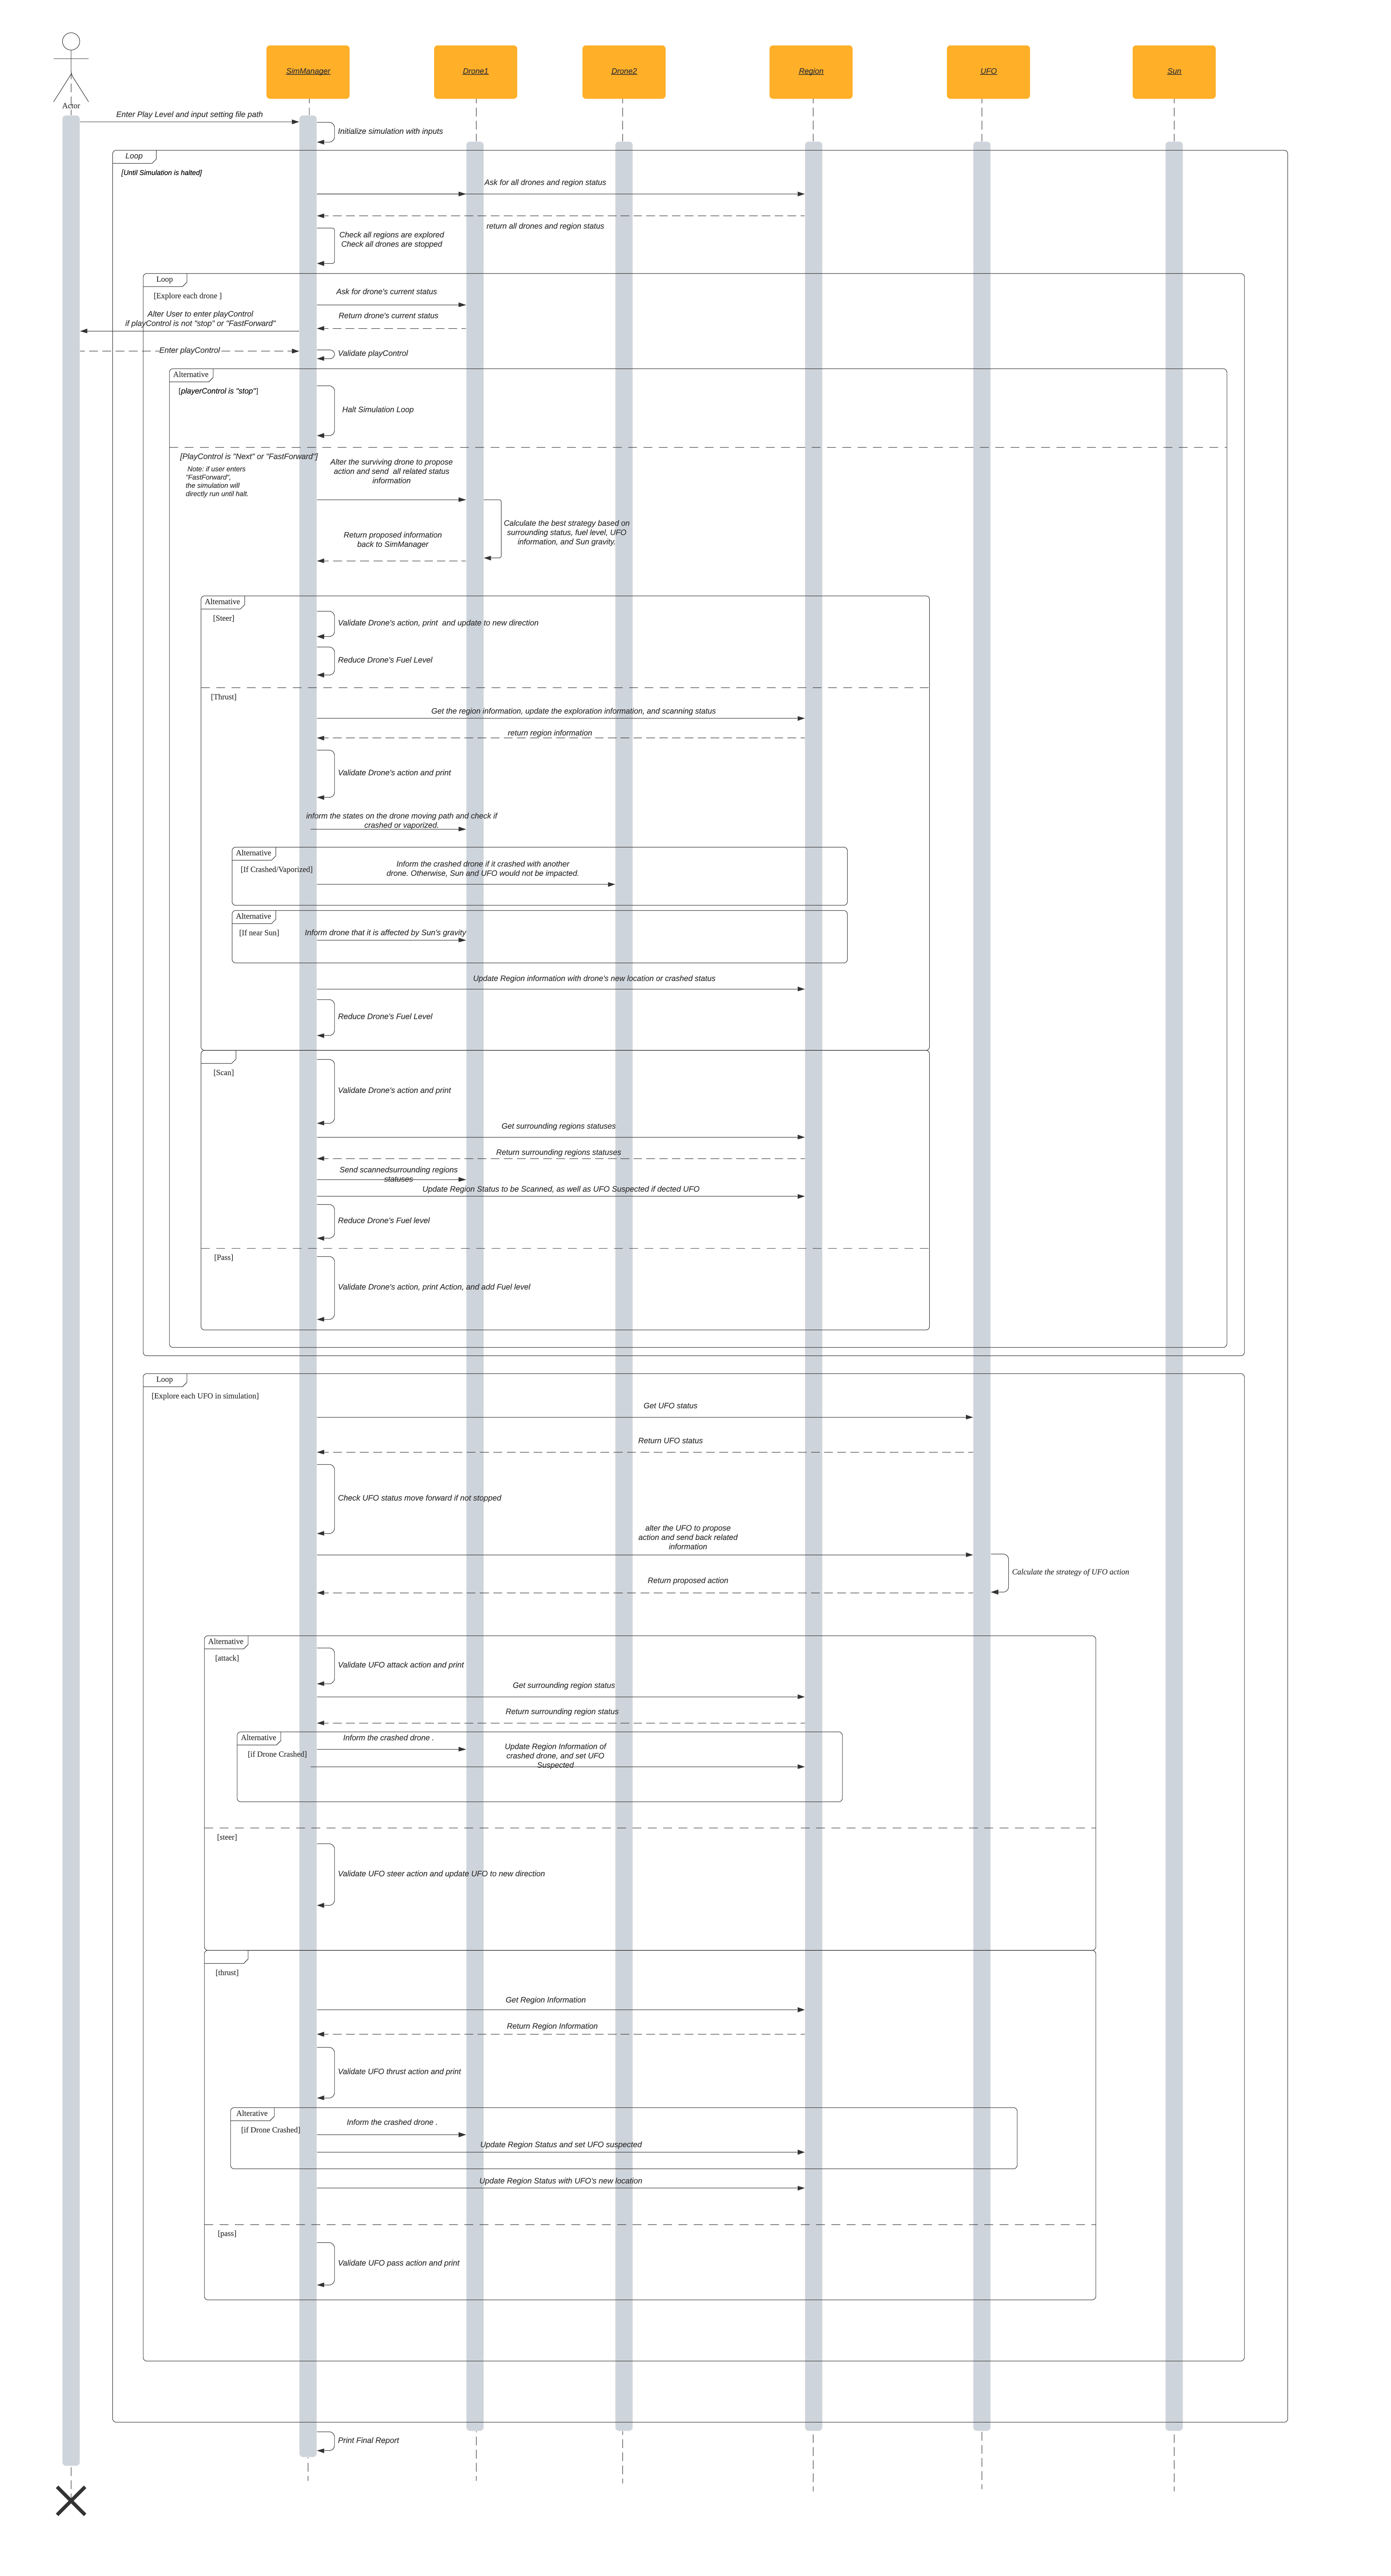 SimManager
Drone1
Drone2
Region
UFO
Sun
Actor
Enter Play Level and input setting file path
Initialize simulation with inputs
Loop
[Until Simulation is halted]
Ask for all drones and region status
return all drones and region status
Check all regions are explored
Check all drones are stopped
Loop
[Explore each drone ]
Ask for drone's current status
Alter User to enter playControl
if playControl is not "stop" or "FastForward"
Return drone's current status
Enter playControl
Validate playControl
Alternative
[playerControl is "stop"]
Halt Simulation Loop
[PlayControl is "Next" or "FastForward"]
Note: if user enters
"FastForward",
the simulation will
directly run until halt.
Alter the surviving drone to propose
action and send  all related status
information
Calculate the best strategy based on
surrounding status, fuel level, UFO
information, and Sun gravity.
Return proposed information
back to SimManager
Alternative
[Steer]
Validate Drone's action, print  and update to new direction
Reduce Drone's Fuel Level
[Thrust]
Get the region information, update the exploration information, and scanning status
return region information
Validate Drone's action and print
inform the states on the drone moving path and check if
crashed or vaporized.
Alternative
[If Crashed/Vaporized]
Inform the crashed drone if it crashed with another
drone. Otherwise, Sun and UFO would not be impacted.
Alternative
[If near Sun]
Inform drone that it is affected by Sun's gravity
Update Region information with drone's new location or crashed status
Reduce Drone's Fuel Level
[Scan]
Validate Drone's action and print
Get surrounding regions statuses
Return surrounding regions statuses
Send scannedsurrounding regions
statuses
Update Region Status to be Scanned, as well as UFO Suspected if dected UFO
Reduce Drone's Fuel level
[Pass]
Validate Drone's action, print Action, and add Fuel level
Loop
[Explore each UFO in simulation]
Get UFO status
Return UFO status
Check UFO status move forward if not stopped
alter the UFO to propose
action and send back related
information
Calculate the strategy of UFO action
Return proposed action
Alternative
[attack]
Validate UFO attack action and print
Get surrounding region status
Return surrounding region status
Alternative
[if Drone Crashed]
Inform the crashed drone .
Update Region Information of
crashed drone, and set UFO
Suspected
[steer]
Validate UFO steer action and update UFO to new direction
[thrust]
Get Region Information
Return Region Information
Validate UFO thrust action and print
Alterative
[if Drone Crashed]
Inform the crashed drone .
Update Region Status and set UFO suspected
Update Region Status with UFO's new location
[pass]
Validate UFO pass action and print
Print Final Report